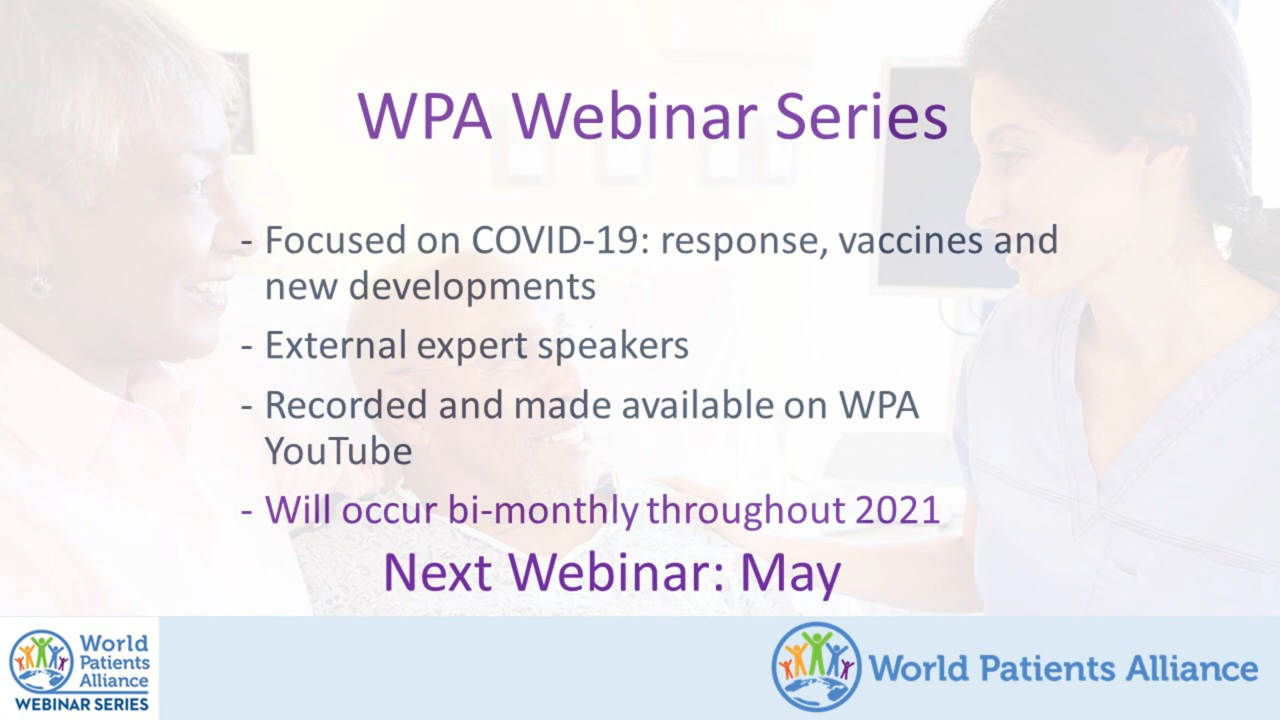 WPA Webinar Series
- Focused on COVID-19: response, vaccines and
new developments
- External expert speakers
- Recorded and made available on WPA
YouTube
- Will occur bi-monthly throughout 2021
Next Webinar: May
World
Patients
Alliance
WEBINAR SERIES
World Patients Alliance